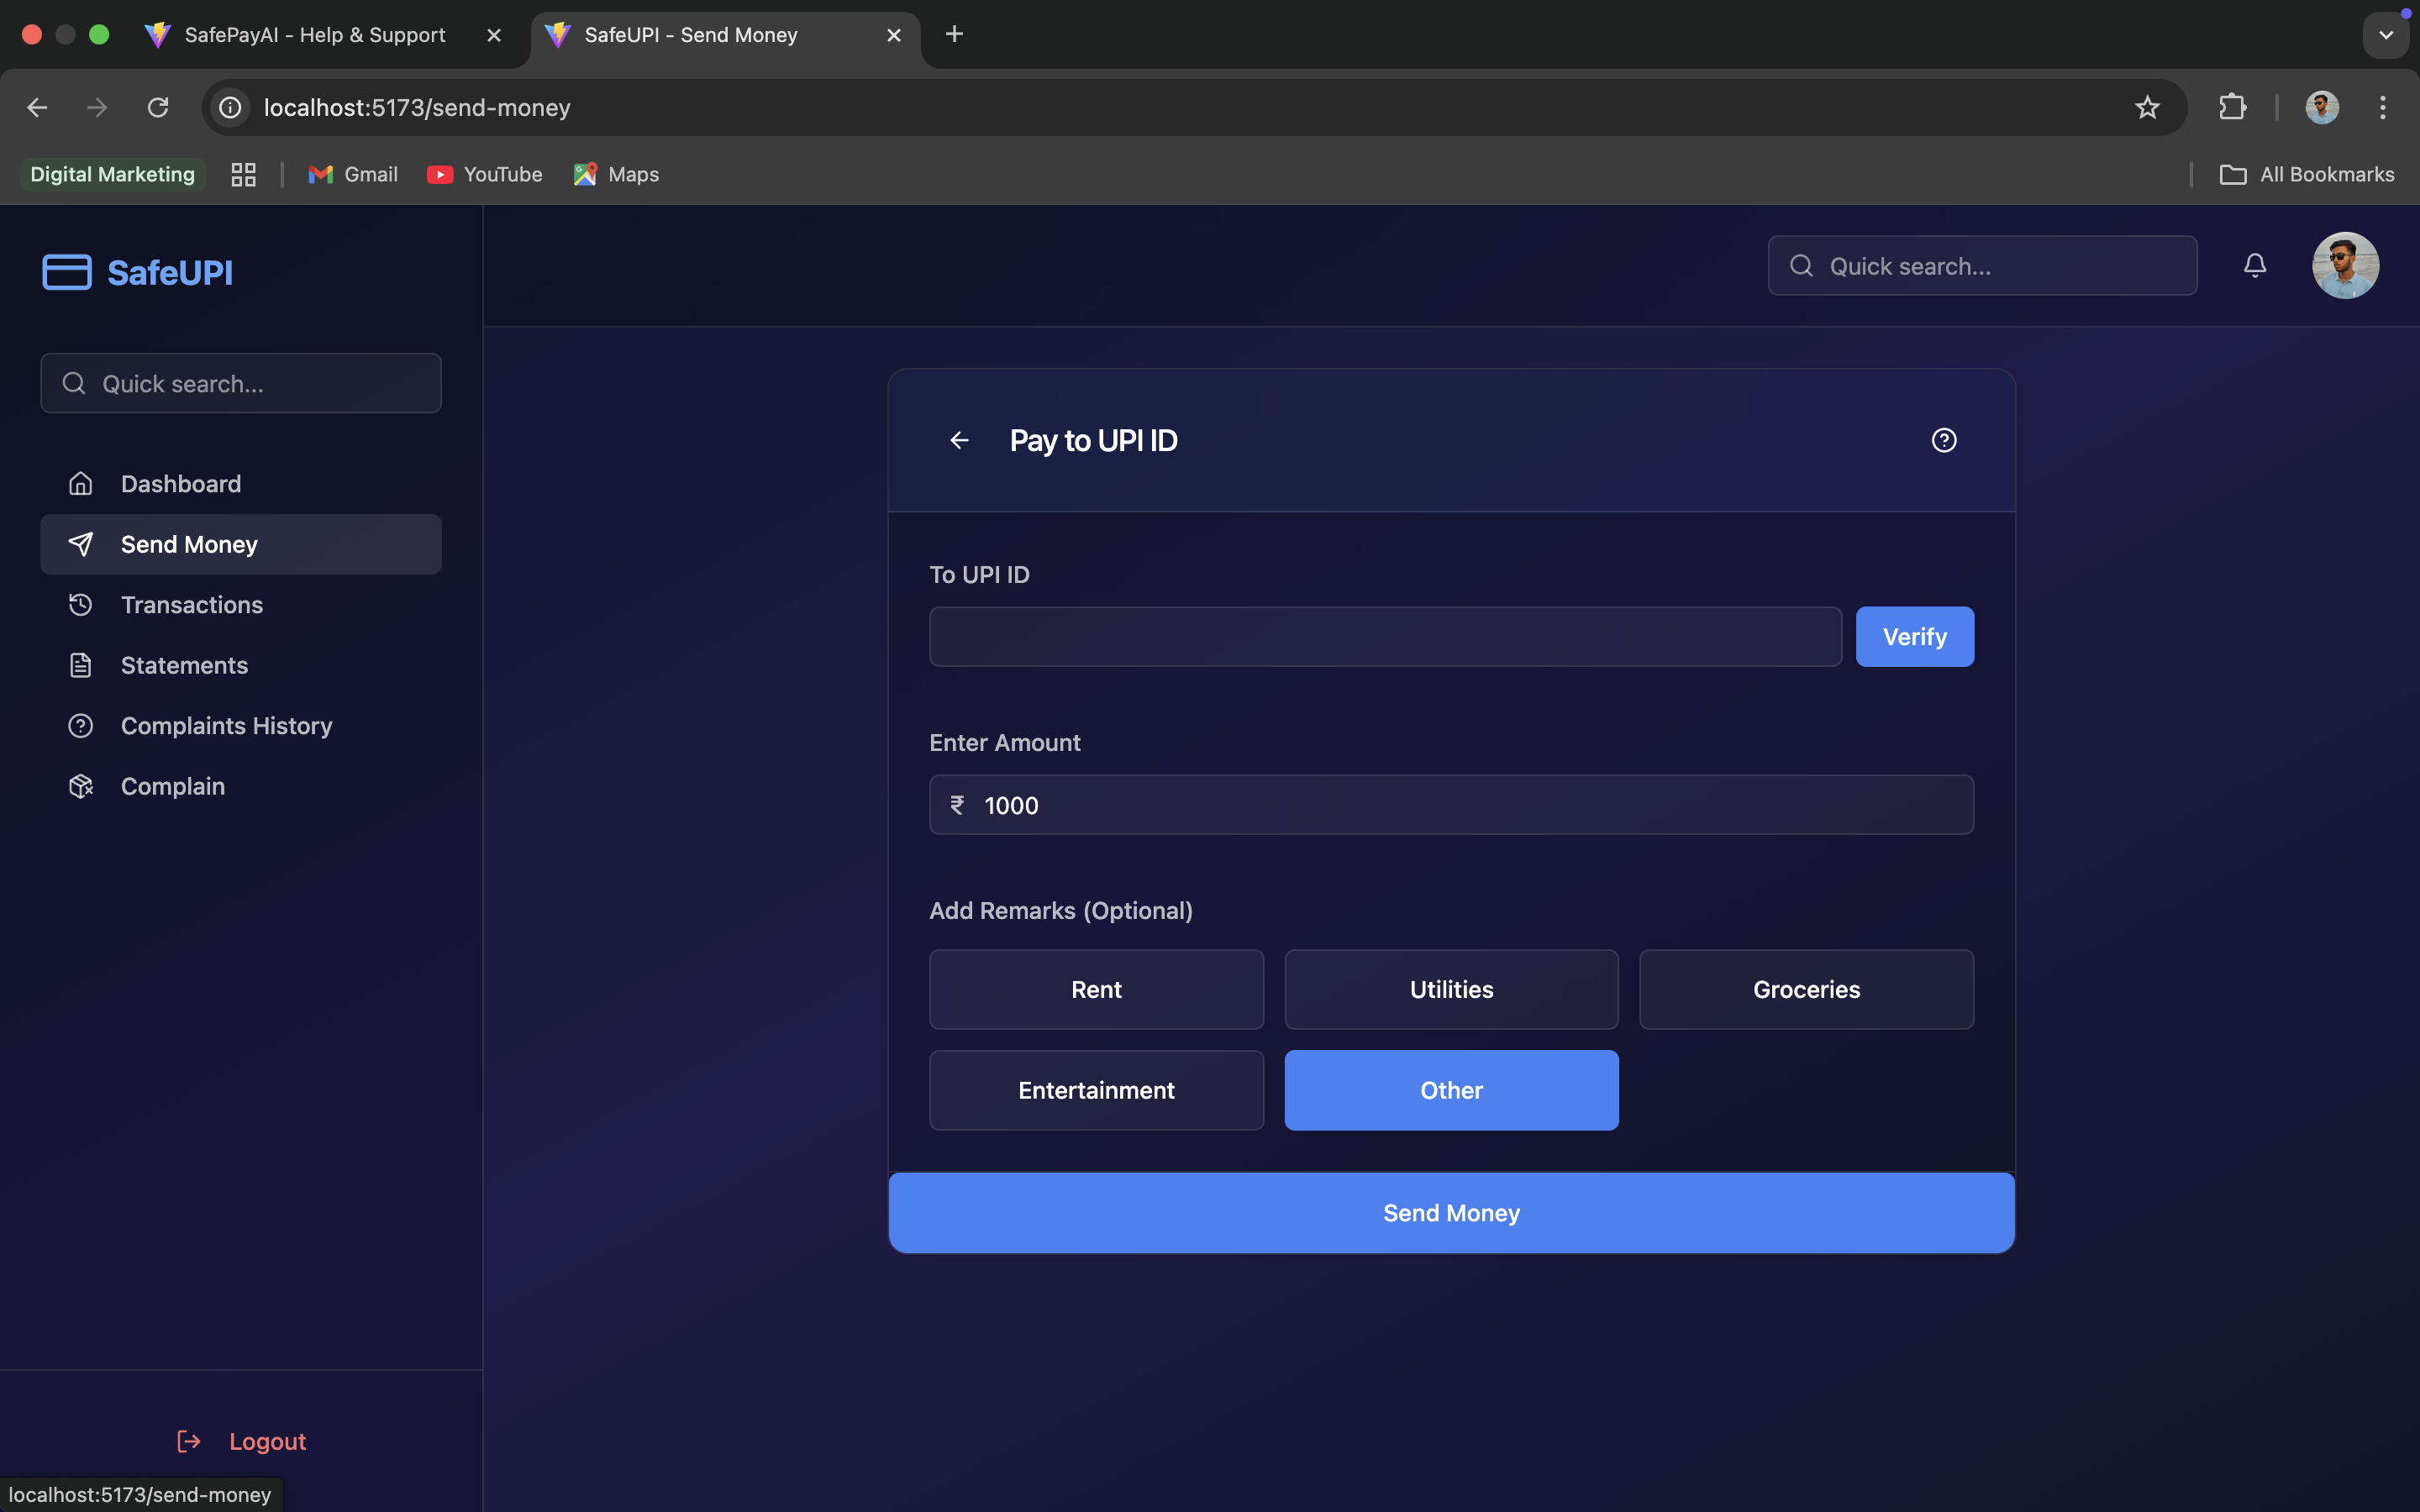 SafePayAI - Help & Support
SafeUPI - Send Money
localhost:5173/send-money
Digital Marketing
Gmail
YouTube
Maps
All Bookmarks
SafeUPI
Quick search...
Quick search...
Dashboard
Send Money
Transactions
Statements
Complaints History
Complain
Pay to UPI ID
To UPI ID
Verify
Enter Amount
₹ 1000
Add Remarks (Optional)
Rent
Utilities
Groceries
Entertainment
Other
Send Money
Logout
localhost:5173/send-money